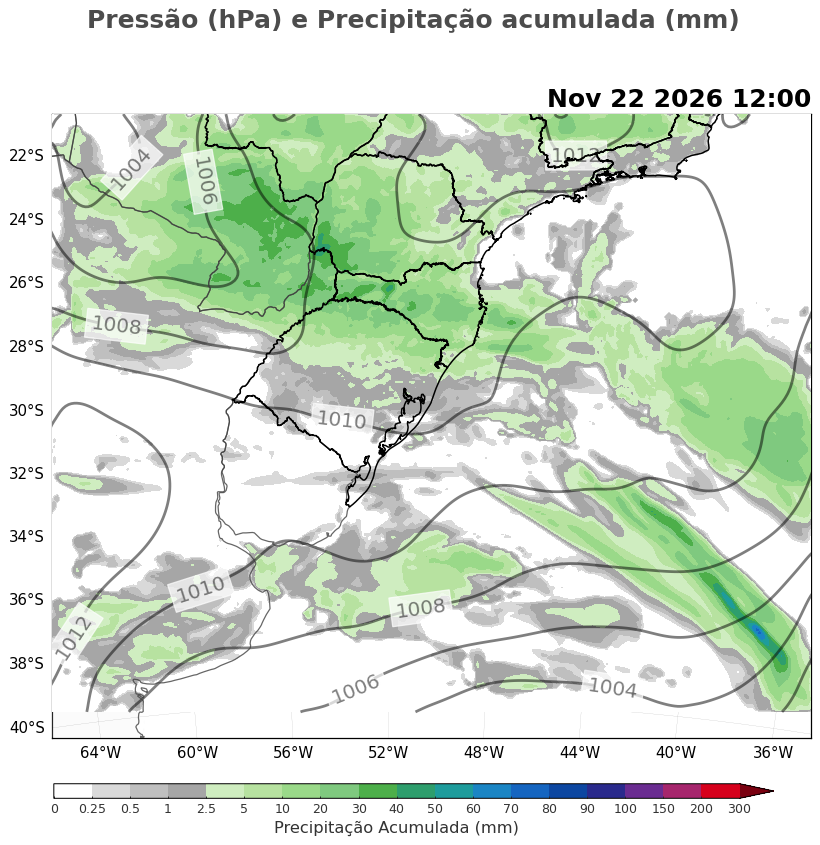 Pressão (hPa) e Precipitação acumulada (mm)
Nov 22 2026 12:00
22°S
24°S
26°S
28°S
30°S
32°S
34°S
36°S
38°S
40°S
1004
1006
1012
1008
1010
1010
1012
1008
1006
1004
64°W 60°W 56°W 52°W 48°W 44°W 40°W 36°W
0 0.25 0.5 1 2.5 5 10 20 30 40 50 60 70 80 90 100 150 200 300
Precipitação Acumulada (mm)